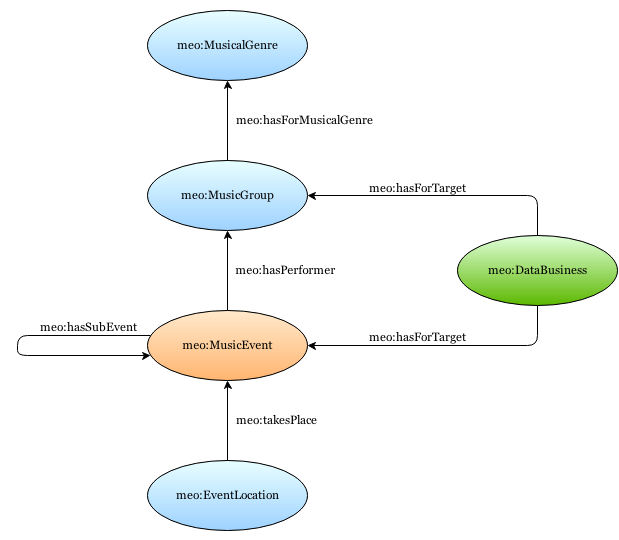 meo:MusicalGenre
meo:hasForMusicalGenre
meo:MusicGroup
meo:hasForTarget
meo:hasPerformer
meo:DataBusiness
meo:hasSubEvent
meo:MusicEvent
meo:hasForTarget
meo:takesPlace
meo:EventLocation